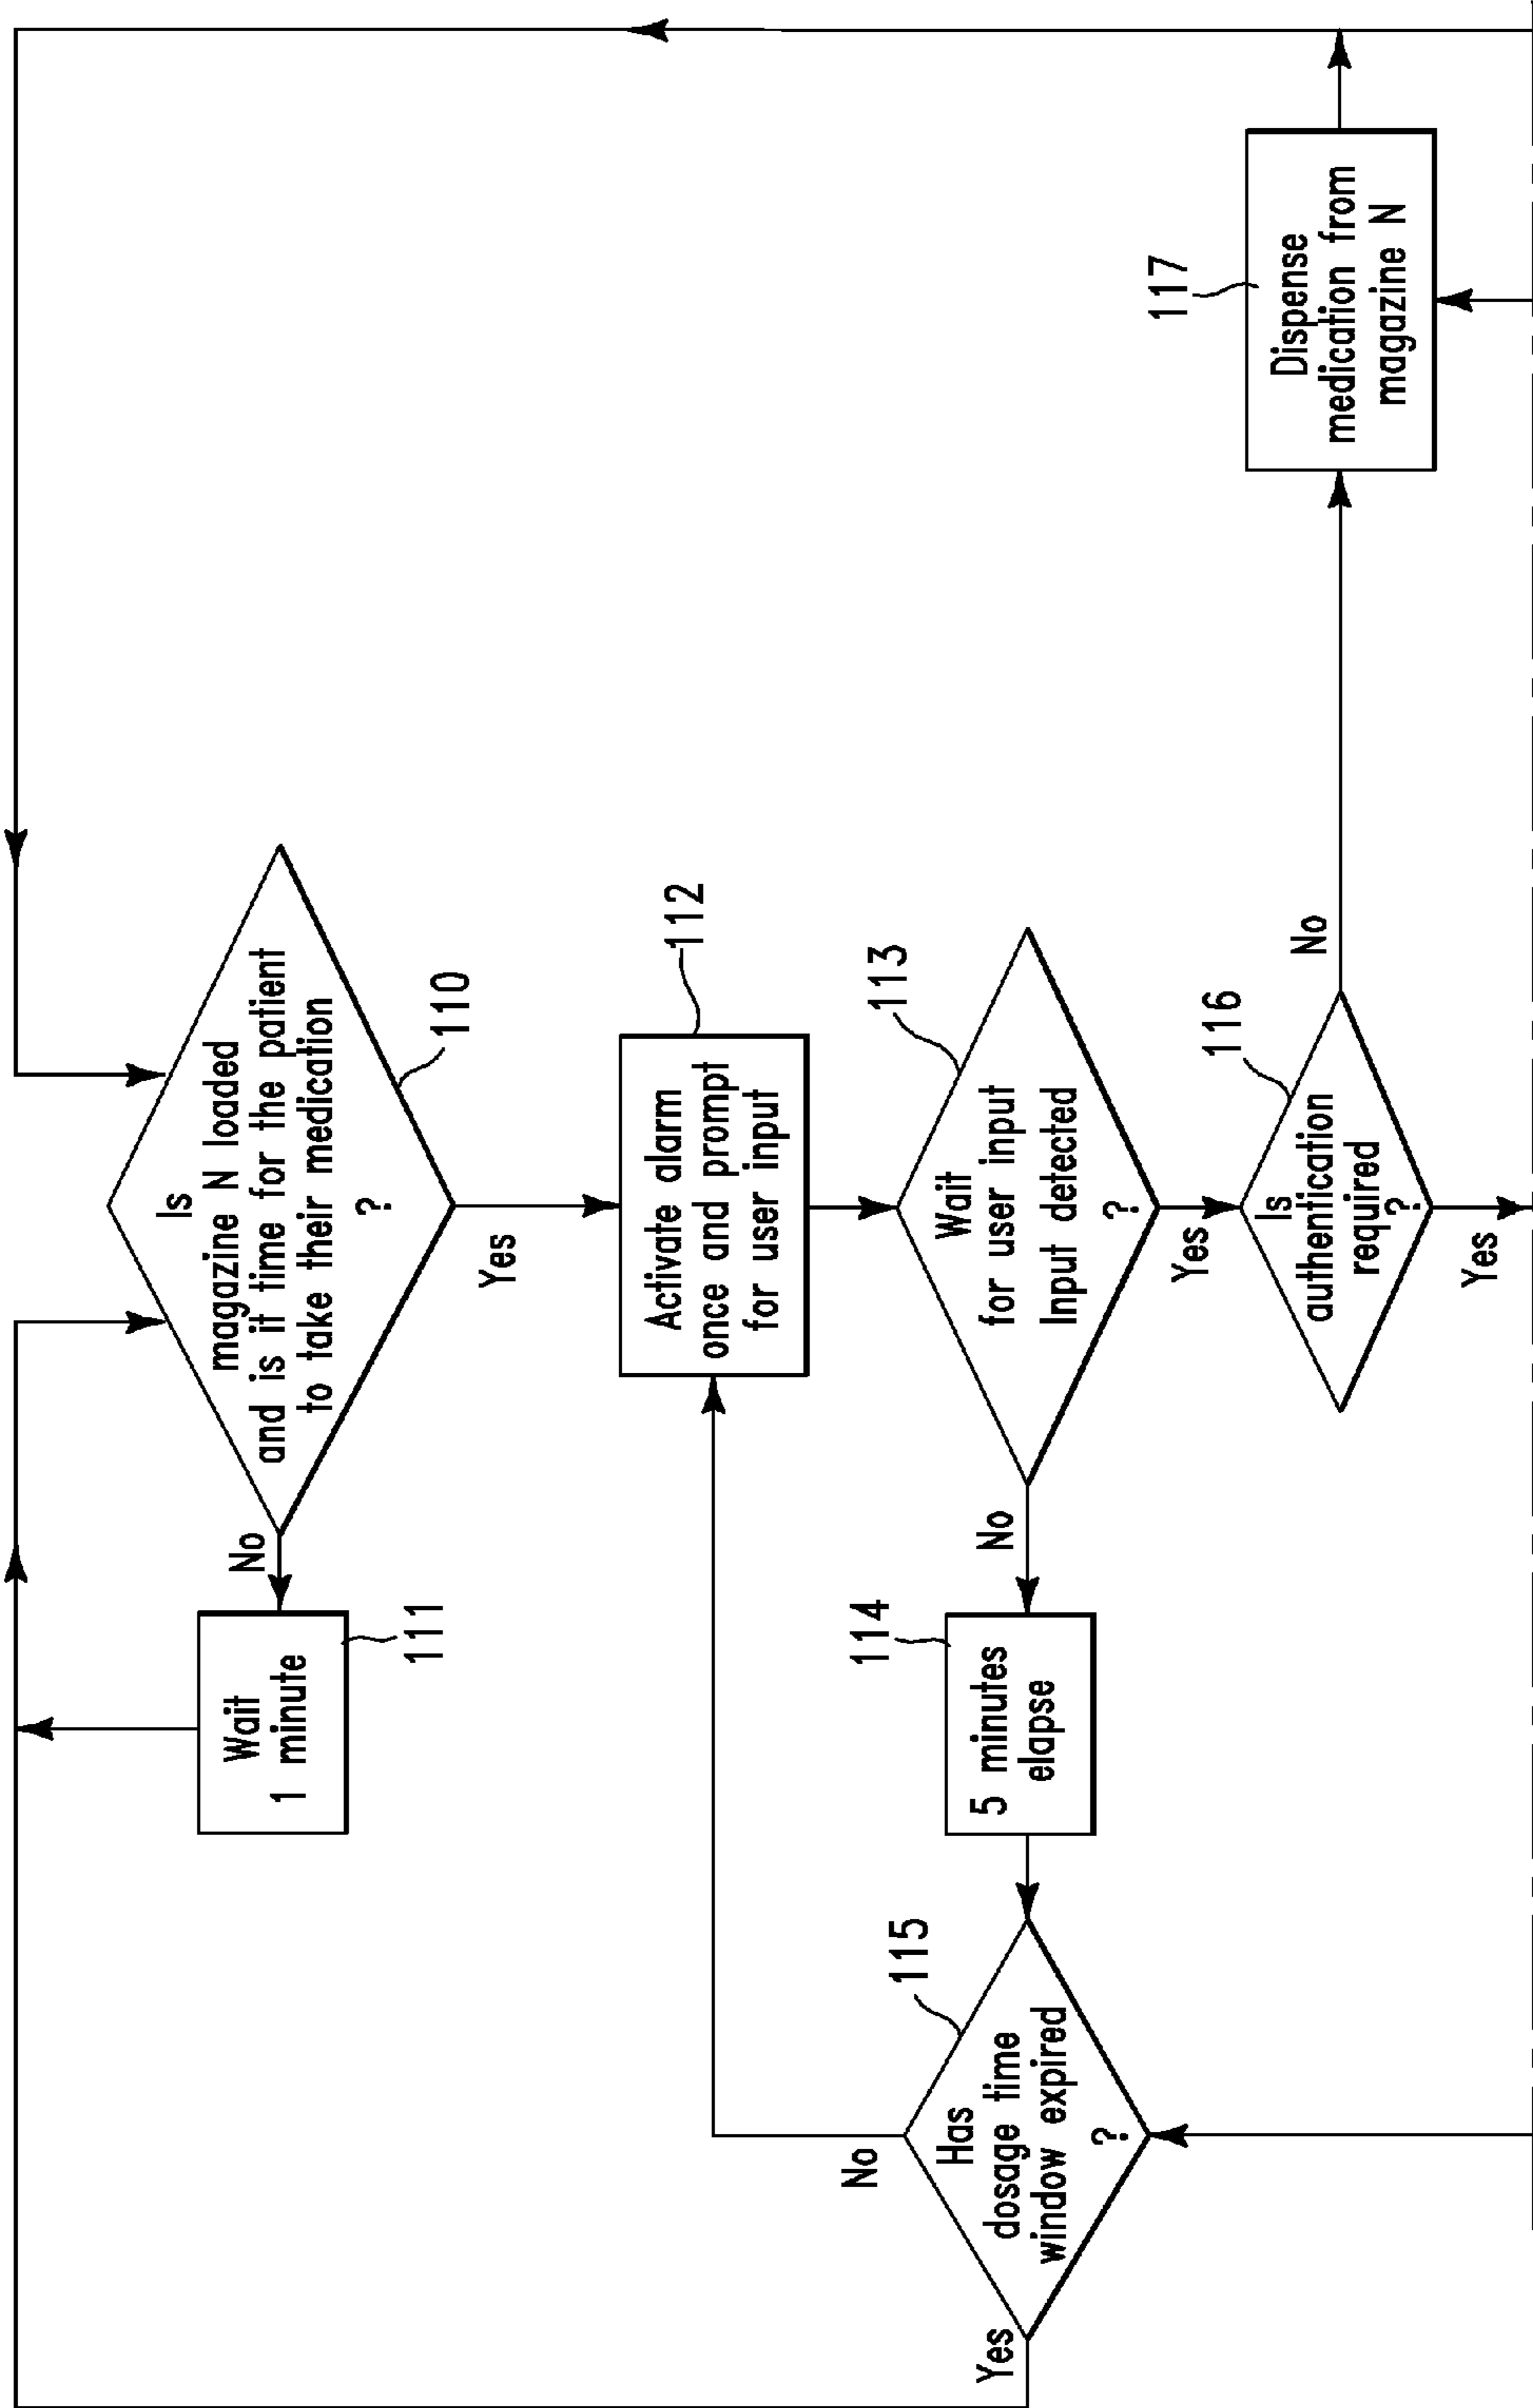 Is
magazine N loaded
and is it time for the patient
to take their medication
?
110
No
Wait
1 minute
111
Yes
Activate alarm
once and prompt
for user input
112
Wait
for user input
Input detected
?
113
No
5 minutes
elapse
114
Has
dosage time
window expired
?
115
No
Yes
Yes
Is
authentication
required
?
116
No
Yes
Dispense
medication from
magazine N
117